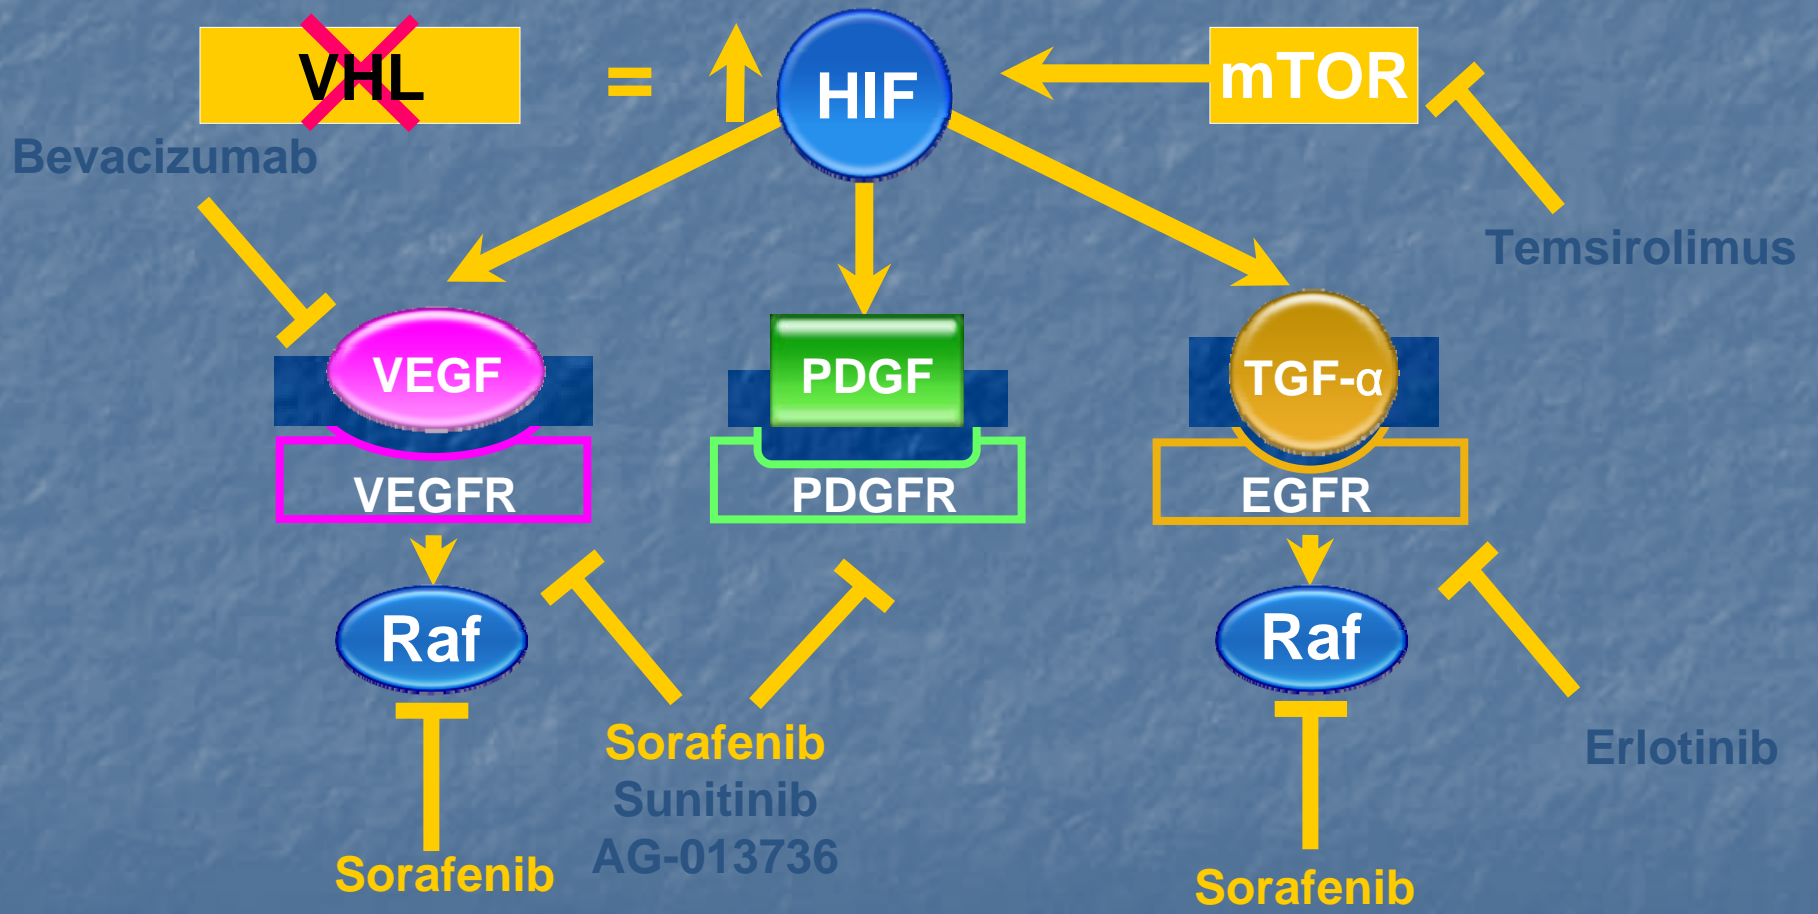 VHL
=
HIF
mTOR
Bevacizumab
Temsirolimus
VEGF
PDGF
TGF-α
VEGFR
PDGFR
EGFR
Raf
Raf
Sorafenib
Sunitinib
AG-013736
Erlotinib
Sorafenib
Sorafenib